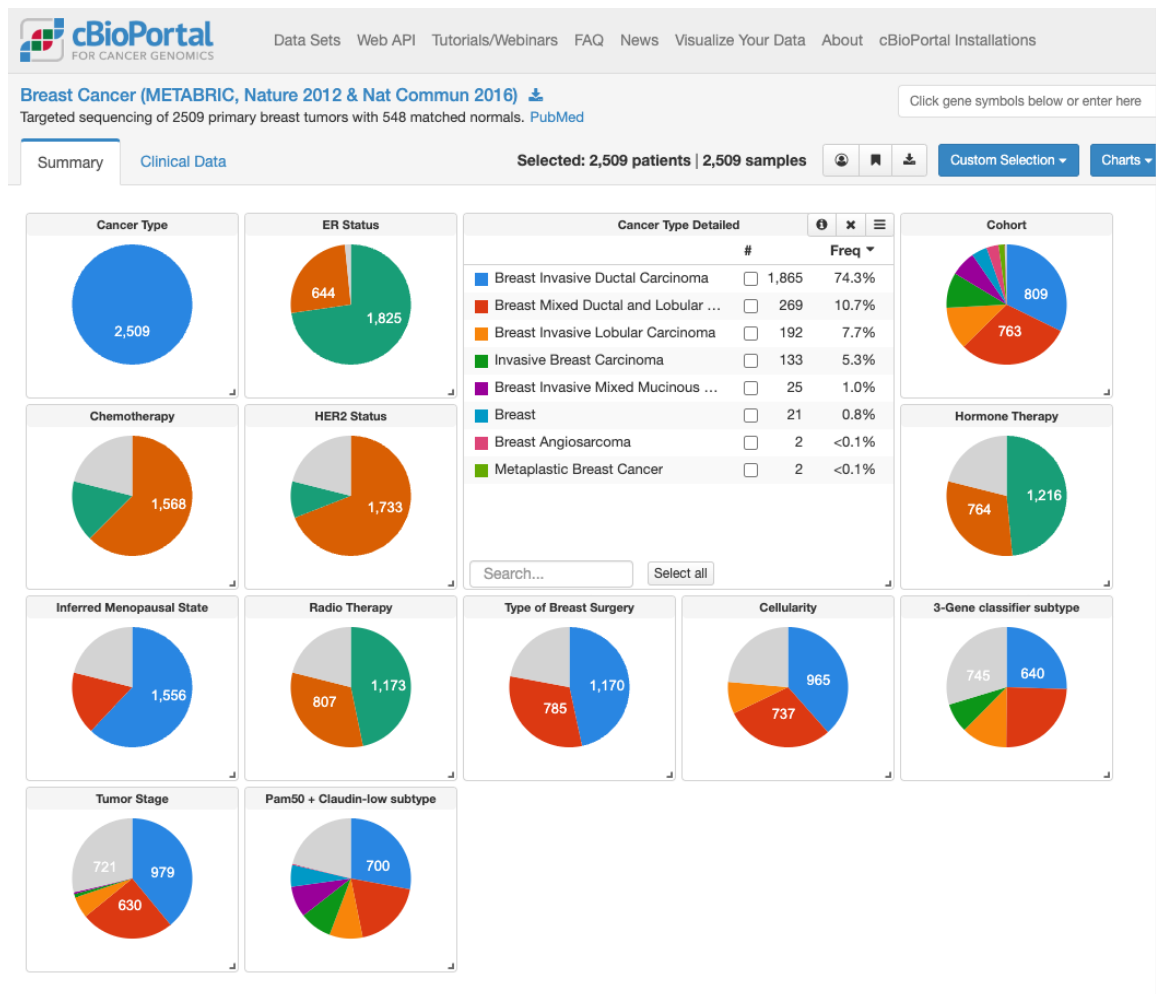 cBioPortal
FOR CANCER GENOMICS
Data Sets Web API Tutorials/Webinars FAQ News Visualize Your Data About cBioPortal Installations
Breast Cancer (METABRIC, Nature 2012 & Nat Commun 2016)
Click gene symbols below or enter here
Targeted sequencing of 2509 primary breast tumors with 548 matched normals. PubMed
Summary Clinical Data
Selected: 2,509 patients | 2,509 samples
Custom Selection
Charts
Cancer Type
2,509
ER Status
644
1,825
Cancer Type Detailed
# Freq
Breast Invasive Ductal Carcinoma 1,865 74.3%
Breast Mixed Ductal and Lobular ... 269 10.7%
Breast Invasive Lobular Carcinoma 192 7.7%
Invasive Breast Carcinoma 133 5.3%
Breast Invasive Mixed Mucinous ... 25 1.0%
Breast 21 0.8%
Breast Angiosarcoma 2 <0.1%
Metaplastic Breast Cancer 2 <0.1%
Search...
Select all
Cohort
809
763
Chemotherapy
1,568
HER2 Status
1,733
Hormone Therapy
1,216
764
Inferred Menopausal State
1,556
Radio Therapy
1,173
807
Type of Breast Surgery
1,170
785
Cellularity
965
737
3-Gene classifier subtype
745
640
Tumor Stage
721
979
630
Pam50 + Claudin-low subtype
700